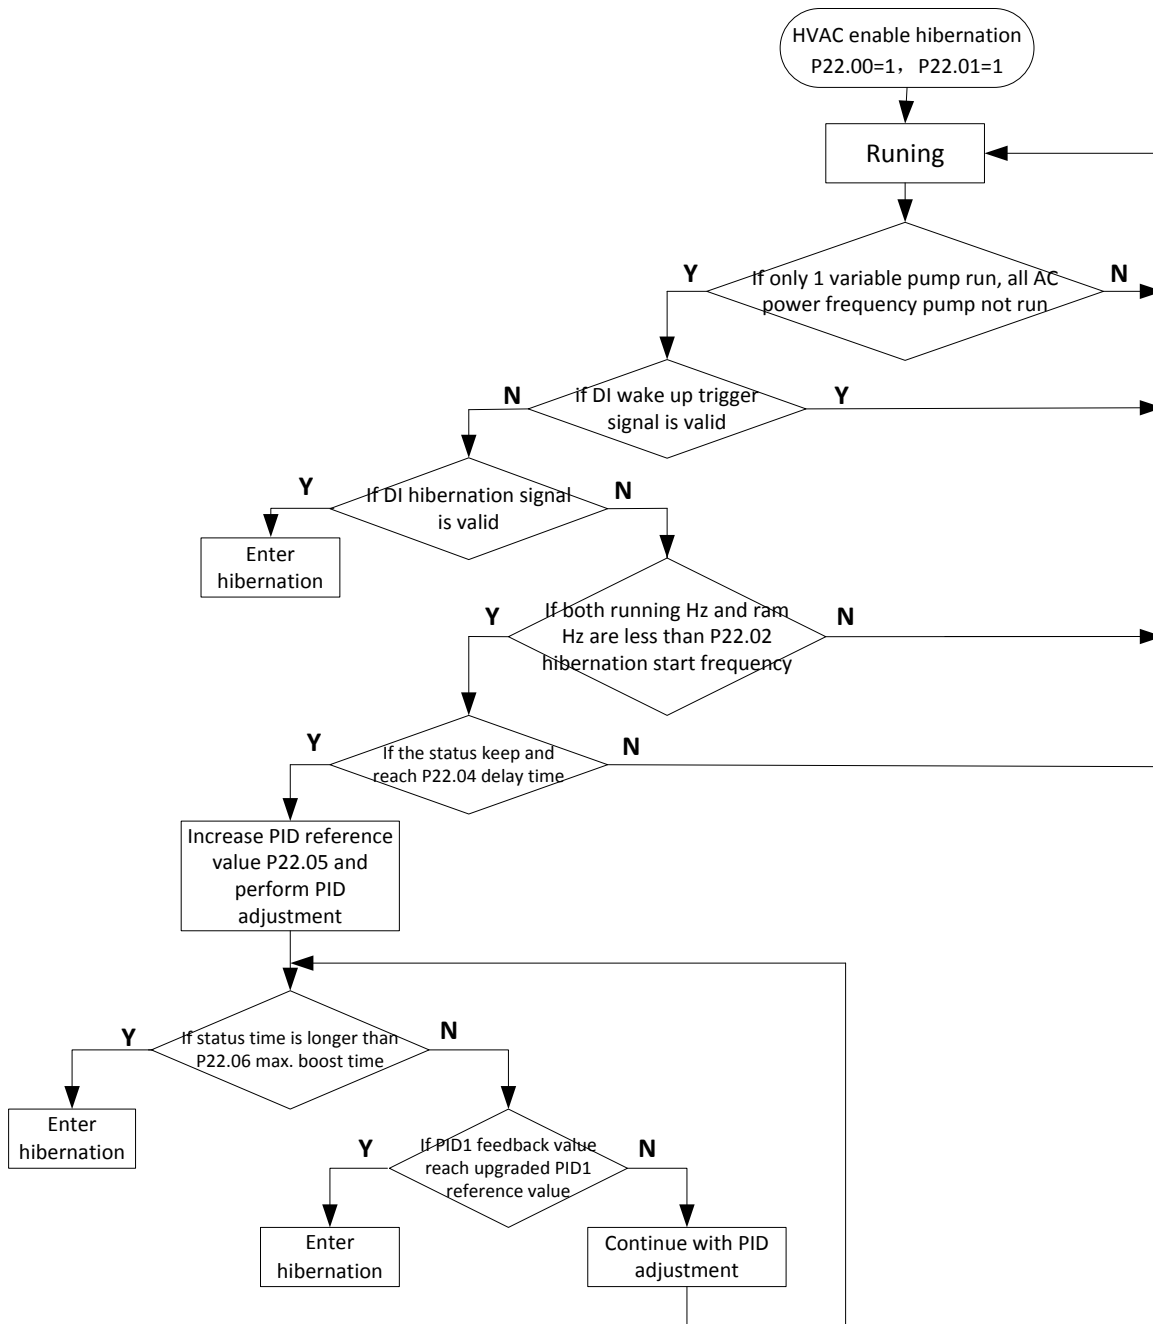 HVAC enable hibernation
P22.00=1，P22.01=1
Runing
Y
If only 1 variable pump run, all AC
power frequency pump not run
N
N
if DI wake up trigger
signal is valid
Y
Y
If DI hibernation signal
is valid
N
Enter
hibernation
Y
If both running Hz and ram
Hz are less than P22.02
hibernation start frequency
N
Y
If the status keep and
reach P22.04 delay time
N
Increase PID reference
value P22.05 and
perform PID
adjustment
Y
If status time is longer than
P22.06 max. boost time
N
Enter
hibernation
Y
If PID1 feedback value
reach upgraded PID1
reference value
N
Enter
hibernation
Continue with PID
adjustment